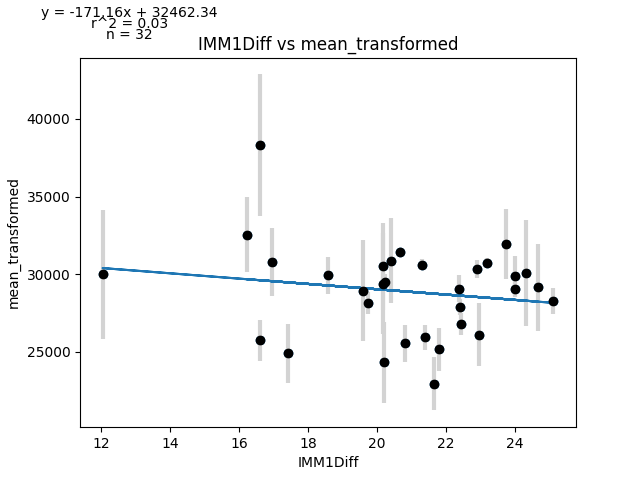 y = -171.16x + 32462.34
r^2 = 0.03
n = 32
IMM1Diff vs mean_transformed
40000
35000
30000
25000
mean_transformed
12 14 16 18 20 22 24
IMM1Diff